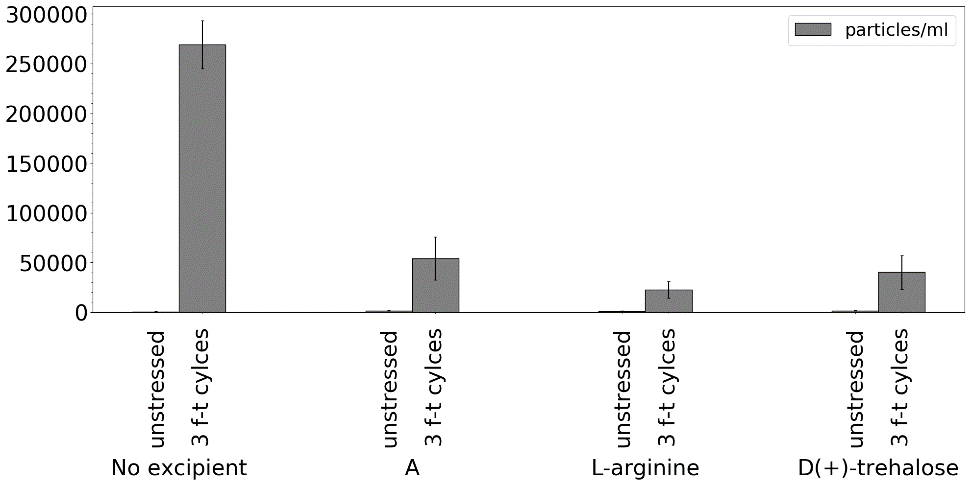 300000
250000
200000
150000
100000
50000
0
particles/ml
unstressed
3 f-t cylces
unstressed
3 f-t cylces
unstressed
3 f-t cylces
unstressed
3 f-t cylces
No excipient
A
L-arginine
D(+)-trehalose